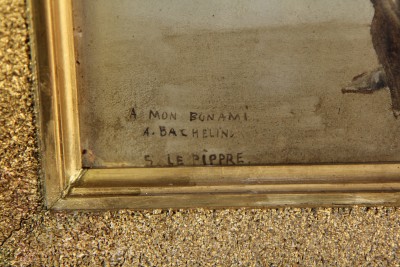 A MON BON AMI
A. BACHELIN.
S. LE PIPPRE.